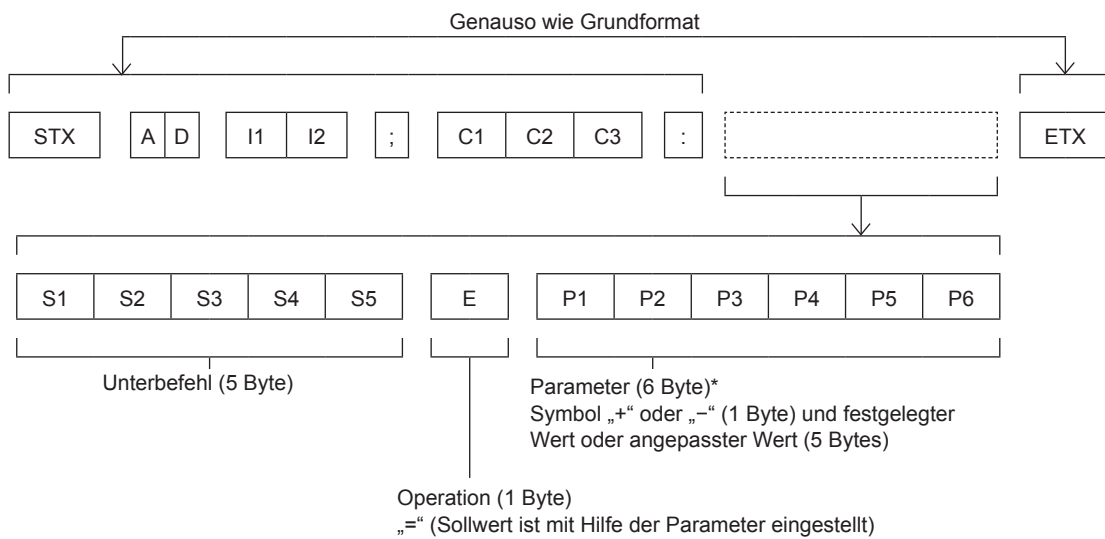 Genauso wie Grundformat
STX A D I1 I2 ; C1 C2 C3 : ETX
S1 S2 S3 S4 S5 E P1 P2 P3 P4 P5 P6
Unterbefehl (5 Byte)
Parameter (6 Byte)*
Symbol „+“ oder „−“ (1 Byte) und festgelegter
Wert oder angepasster Wert (5 Bytes)
Operation (1 Byte)
„=“ (Sollwert ist mit Hilfe der Parameter eingestellt)